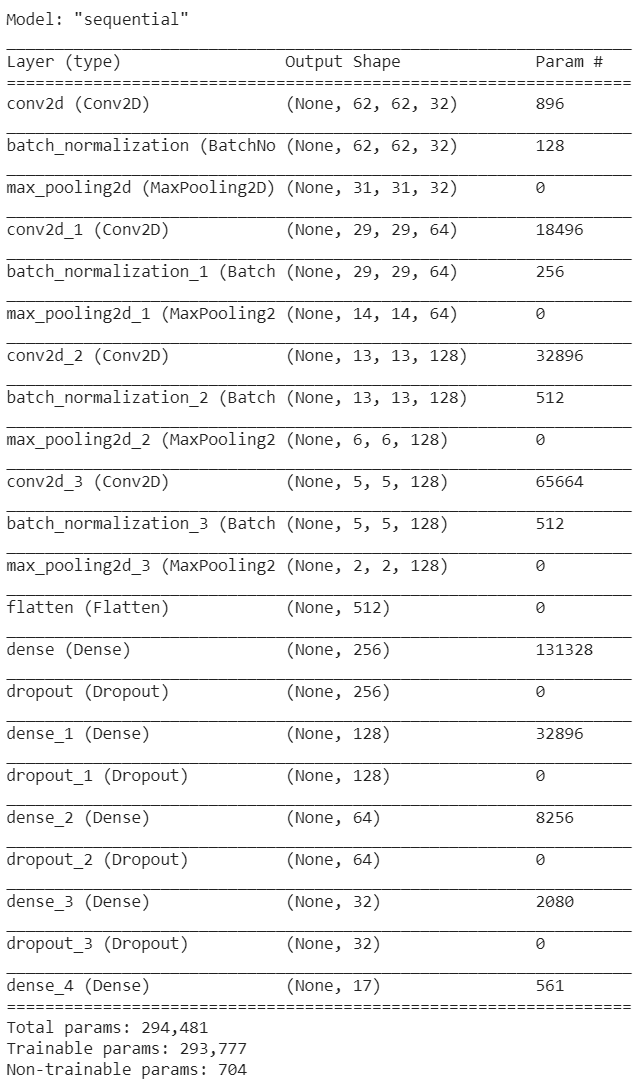 Model: "sequential"
Layer (type) Output Shape Param #
conv2d (Conv2D) (None, 62, 62, 32) 896
batch_normalization (BatchNo (None, 62, 62, 32) 128
max_pooling2d (MaxPooling2D) (None, 31, 31, 32) 0
conv2d_1 (Conv2D) (None, 29, 29, 64) 18496
batch_normalization_1 (Batch (None, 29, 29, 64) 256
max_pooling2d_1 (MaxPooling2 (None, 14, 14, 64) 0
conv2d_2 (Conv2D) (None, 13, 13, 128) 32896
batch_normalization_2 (Batch (None, 13, 13, 128) 512
max_pooling2d_2 (MaxPooling2 (None, 6, 6, 128) 0
conv2d_3 (Conv2D) (None, 5, 5, 128) 65664
batch_normalization_3 (Batch (None, 5, 5, 128) 512
max_pooling2d_3 (MaxPooling2 (None, 2, 2, 128) 0
flatten (Flatten) (None, 512) 0
dense (Dense) (None, 256) 131328
dropout (Dropout) (None, 256) 0
dense_1 (Dense) (None, 128) 32896
dropout_1 (Dropout) (None, 128) 0
dense_2 (Dense) (None, 64) 8256
dropout_2 (Dropout) (None, 64) 0
dense_3 (Dense) (None, 32) 2080
dropout_3 (Dropout) (None, 32) 0
dense_4 (Dense) (None, 17) 561
Total params: 294,481
Trainable params: 293,777
Non-trainable params: 704